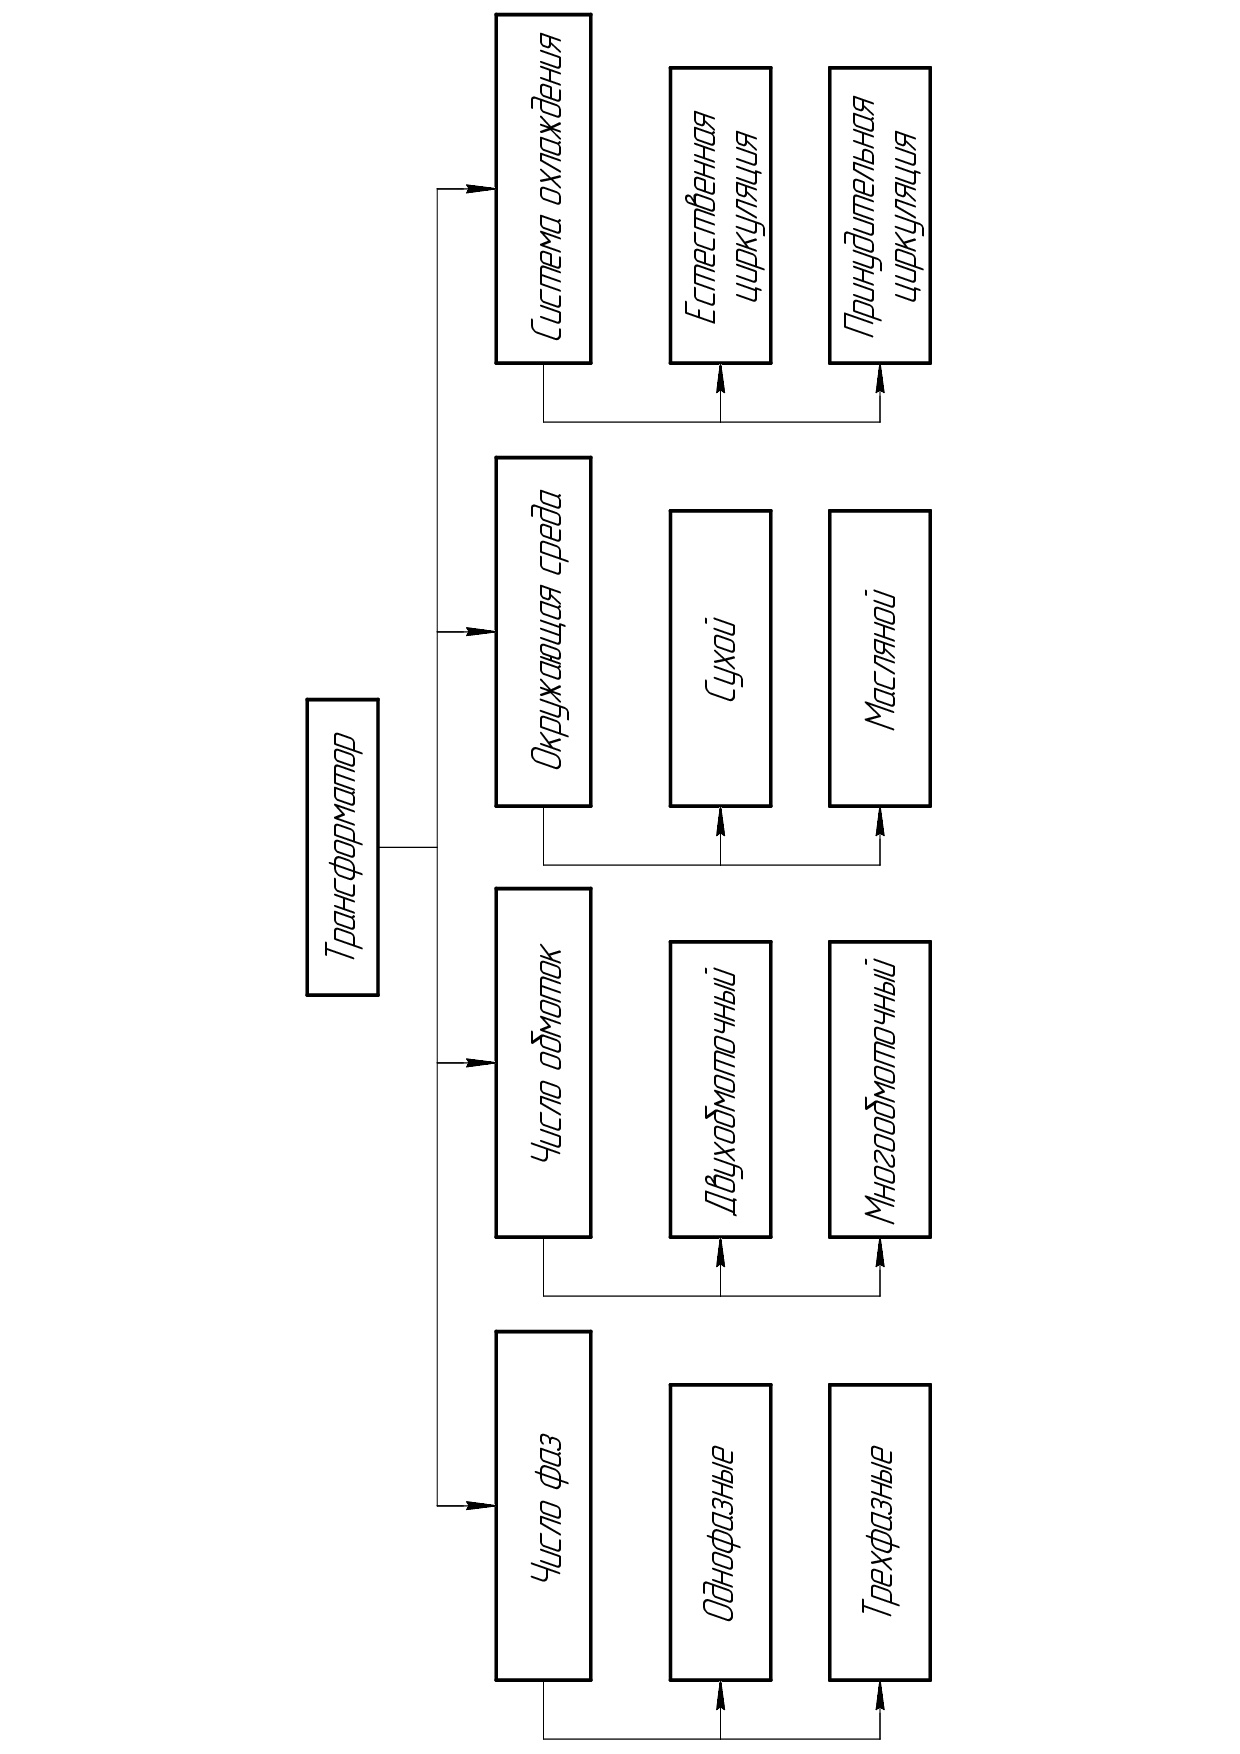 Трансформатор
Число фаз
Число обмоток
Окружающая среда
Система охлаждения
Однофазные
Двухобмоточный
Сухой
Естественная
циркуляция
Трехфазные
Многообмоточный
Масляной
Принудительная
циркуляция